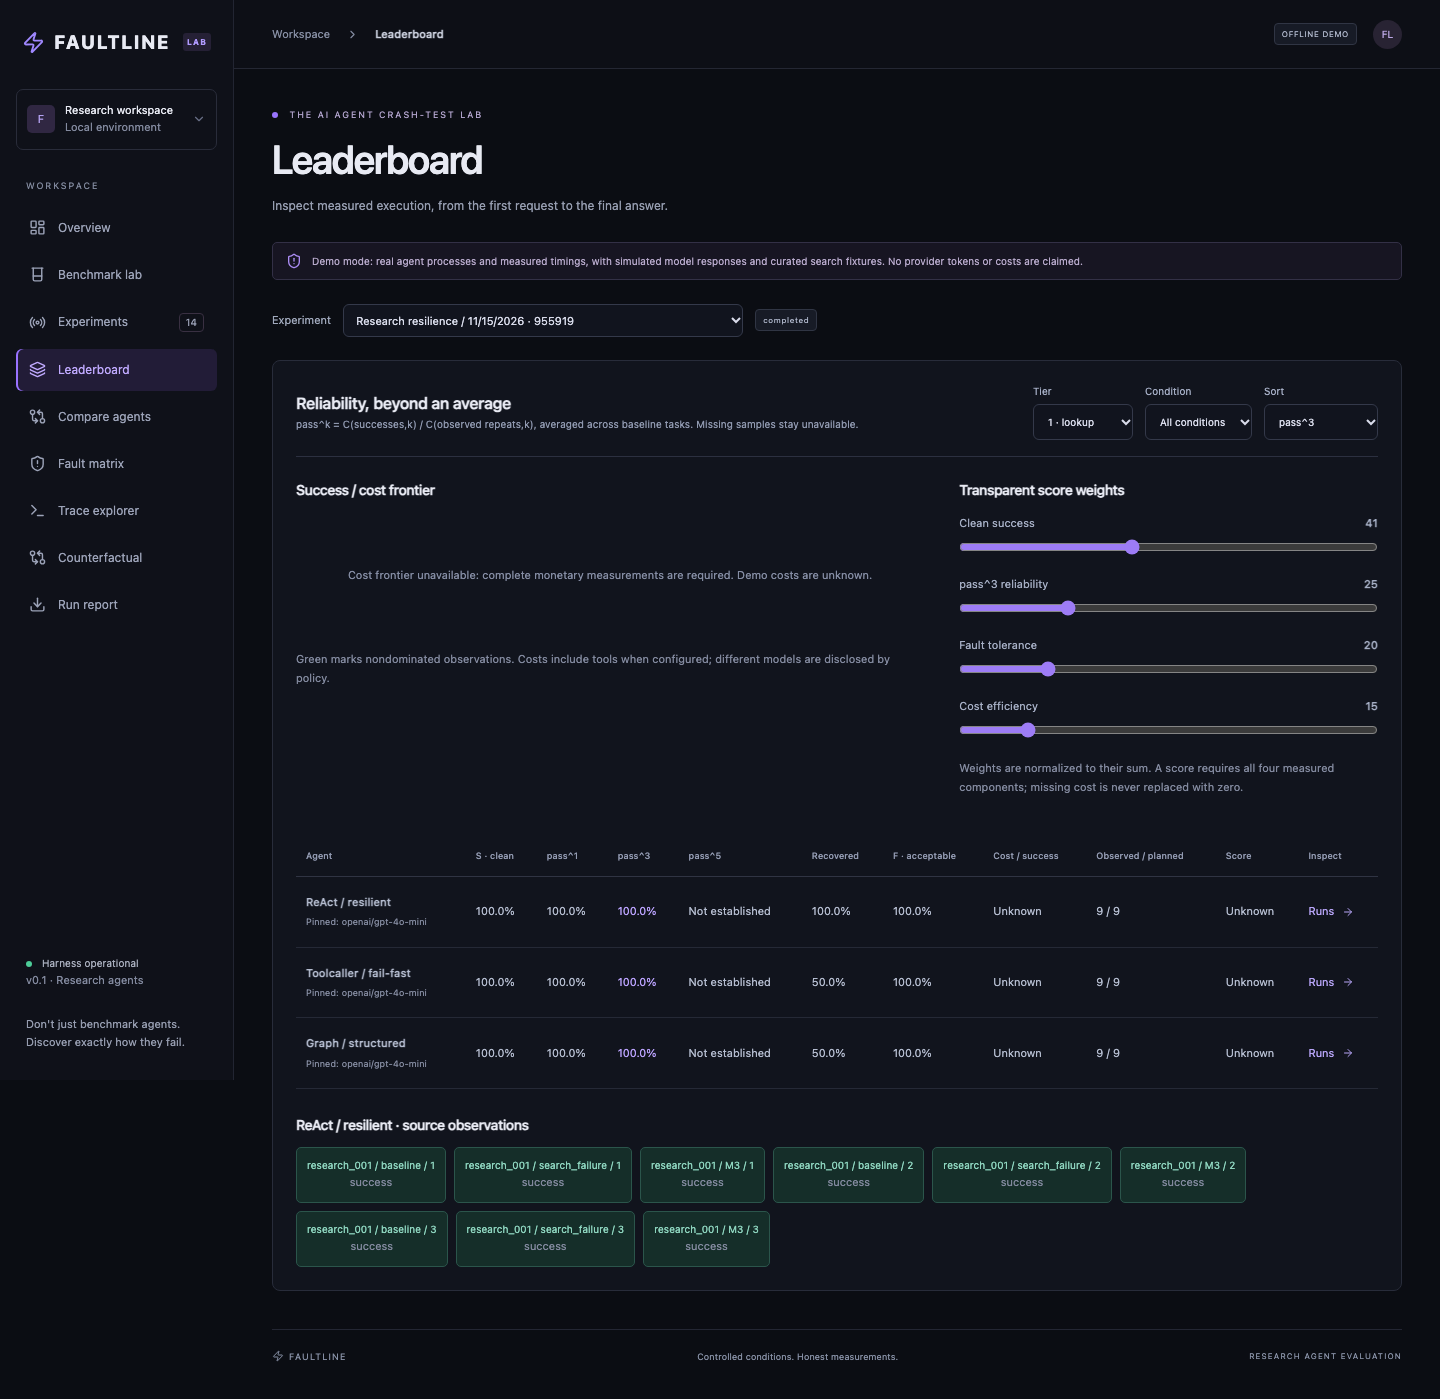 FAULTLINE LAB
F
Research workspace
Local environment
WORKSPACE
Overview
Benchmark lab
Experiments 14
Leaderboard
Compare agents
Fault matrix
Trace explorer
Counterfactual
Run report
Harness operational
v0.1 · Research agents
Don't just benchmark agents.
Discover exactly how they fail.
Workspace > Leaderboard
OFFLINE DEMO FL
THE AI AGENT CRASH-TEST LAB
Leaderboard
Inspect measured execution, from the first request to the final answer.
Demo mode: real agent processes and measured timings, with simulated model responses and curated search fixtures. No provider tokens or costs are claimed.
Experiment Research resilience / 11/15/2026 · 955919 completed
Reliability, beyond an average
pass^k = C(successes,k) / C(observed repeats,k), averaged across baseline tasks. Missing samples stay unavailable.
Tier Condition Sort
1 · lookup All conditions pass^3
Success / cost frontier
Cost frontier unavailable: complete monetary measurements are required. Demo costs are unknown.
Green marks nondominated observations. Costs include tools when configured; different models are disclosed by
policy.
Transparent score weights
Clean success 41
pass^3 reliability 25
Fault tolerance 20
Cost efficiency 15
Weights are normalized to their sum. A score requires all four measured
components; missing cost is never replaced with zero.
Agent S · clean pass^1 pass^3 pass^5 Recovered F · acceptable Cost / success Observed / planned Score Inspect
ReAct / resilient
Pinned: openai/gpt-4o-mini
100.0% 100.0% 100.0% Not established 100.0% 100.0% Unknown 9 / 9 Unknown Runs →
Toolcaller / fail-fast
Pinned: openai/gpt-4o-mini
100.0% 100.0% 100.0% Not established 50.0% 100.0% Unknown 9 / 9 Unknown Runs →
Graph / structured
Pinned: openai/gpt-4o-mini
100.0% 100.0% 100.0% Not established 50.0% 100.0% Unknown 9 / 9 Unknown Runs →
ReAct / resilient · source observations
research_001 / baseline / 1
success
research_001 / search_failure / 1
success
research_001 / M3 / 1
success
research_001 / baseline / 2
success
research_001 / search_failure / 2
success
research_001 / M3 / 2
success
research_001 / baseline / 3
success
research_001 / search_failure / 3
success
research_001 / M3 / 3
success
FAULTLINE
Controlled conditions. Honest measurements.
RESEARCH AGENT EVALUATION